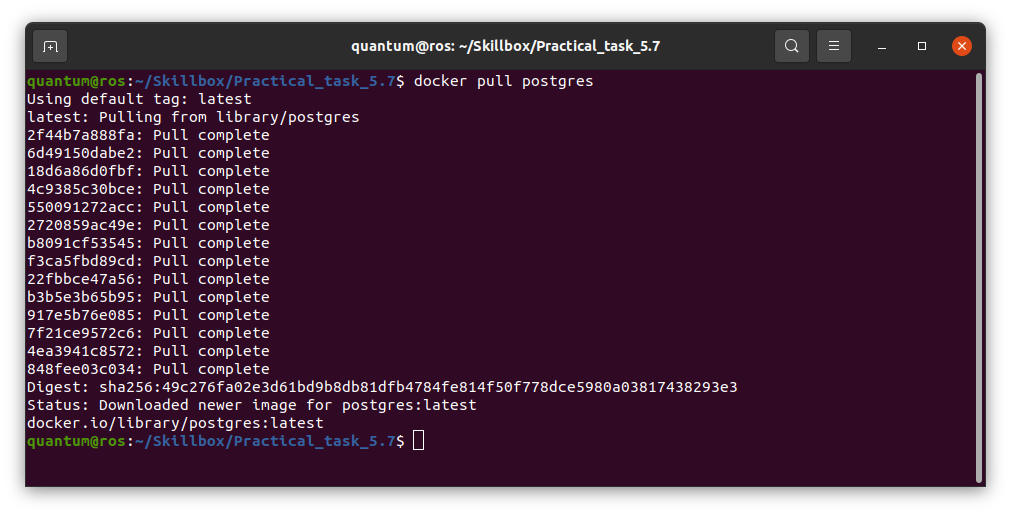 quantum@ros: ~/Skillbox/Practical_task_5.7
quantum@ros:~/Skillbox/Practical_task_5.7$ docker pull postgres
Using default tag: latest
latest: Pulling from library/postgres
2f44b7a888fa: Pull complete
6d49150dabe2: Pull complete
18d6a86d0fbf: Pull complete
4c9385c30bce: Pull complete
550091272acc: Pull complete
2720859ac49e: Pull complete
b8091cf53545: Pull complete
f3ca5fbd89cd: Pull complete
22fbbce47a56: Pull complete
b3b5e3b65b95: Pull complete
917e5b76e085: Pull complete
7f21ce9572c6: Pull complete
4ea3941c8572: Pull complete
848fee03c034: Pull complete
Digest: sha256:49c276fa02e3d61bd9b8db81dfb4784fe814f50f778dce5980a03817438293e3
Status: Downloaded newer image for postgres:latest
docker.io/library/postgres:latest
quantum@ros:~/Skillbox/Practical_task_5.7$